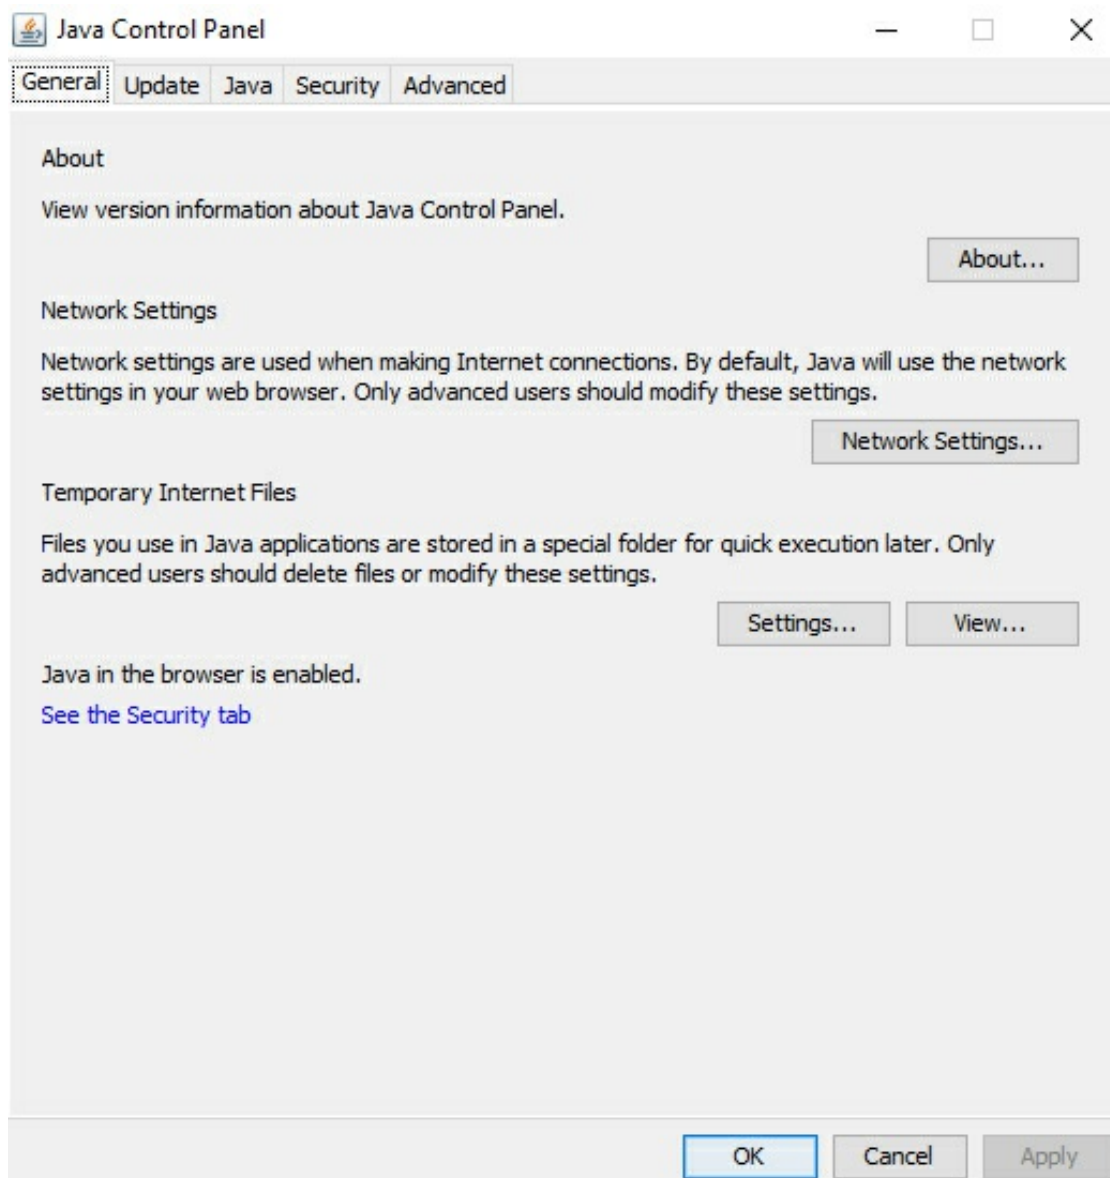 Java Control Panel
General Update Java Security Advanced
About
View version information about Java Control Panel.
About...
Network Settings
Network settings are used when making Internet connections. By default, Java will use the network
settings in your web browser. Only advanced users should modify these settings.
Network Settings...
Temporary Internet Files
Files you use in Java applications are stored in a special folder for quick execution later. Only
advanced users should delete files or modify these settings.
Settings... View...
Java in the browser is enabled.
See the Security tab
OK Cancel Apply